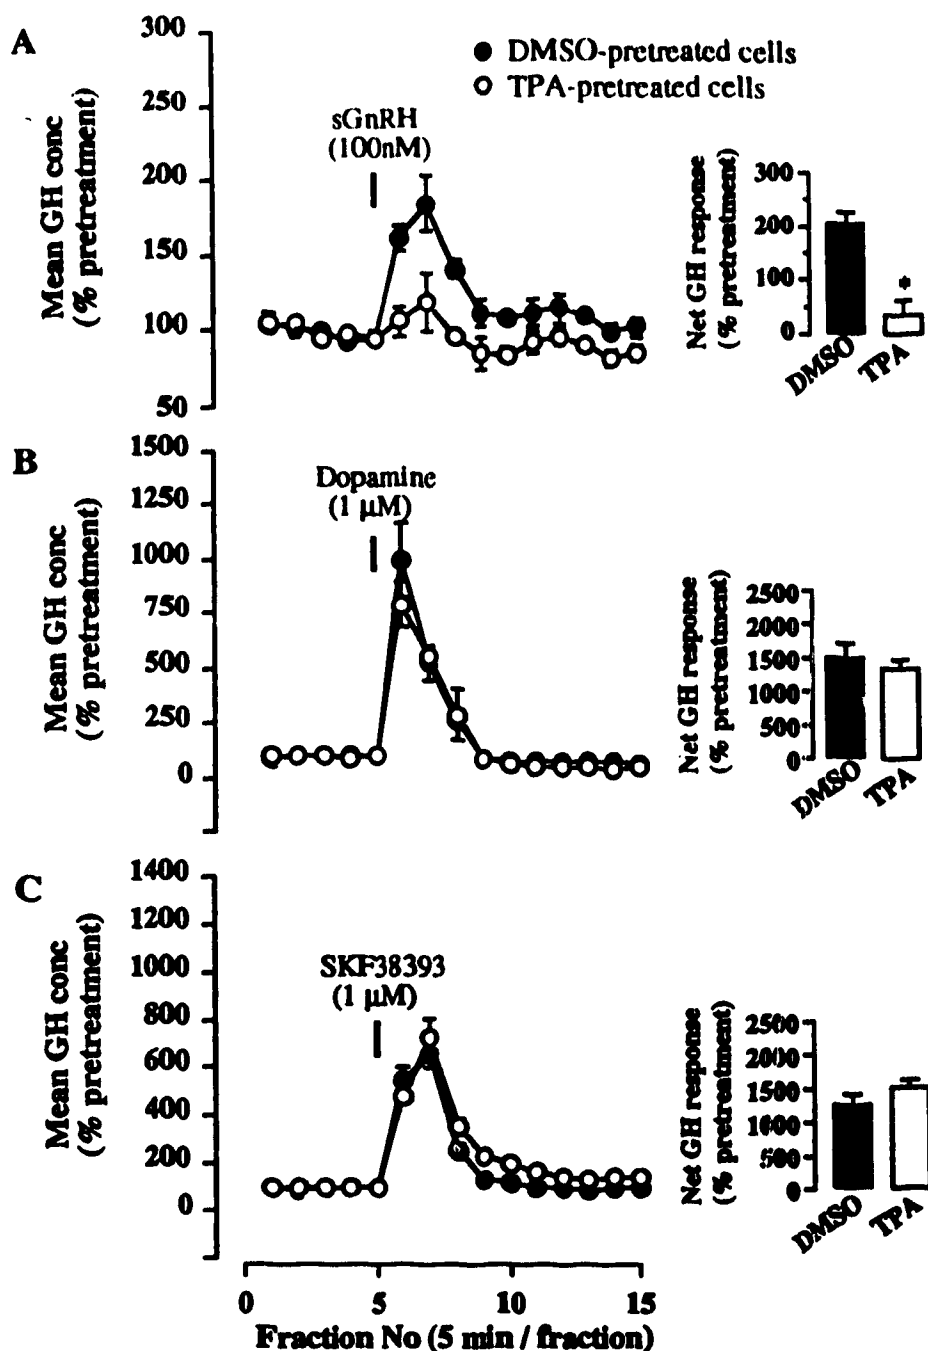 A
300
250
200
150
100
50
Mean GH conc
(% pretreatment)
DMSO-pretreated cells
TPA-pretreated cells
sGnRH
(100nM)
Net GH response
(% pretreatment)
300
200
100
0
DMSO
TPA
*
B
1500
1250
1000
750
500
250
0
Mean GH conc
(% pretreatment)
Dopamine
(1 µM)
Net GH response
(% pretreatment)
2500
2000
1500
1000
500
0
DMSO
TPA
C
1400
1200
1000
800
600
400
200
0
Mean GH conc
(% pretreatment)
SKF38393
(1 µM)
Net GH response
(% pretreatment)
2500
2000
1500
1000
500
0
DMSO
TPA
0 5 10 15
Fraction No (5 min / fraction)